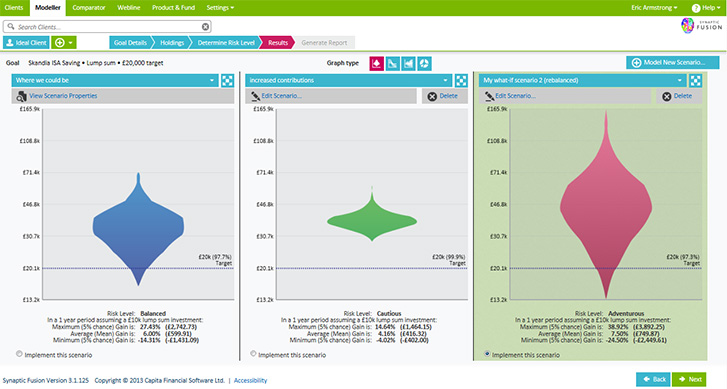 Clients Modeller Comparator Webline Product & Fund Settings Eric Armstrong ? Help
Search Clients...
SYNAPTIC
FUSION
Ideal Client Goal Details Holdings Determine Risk Level Results Generate Report
Goal Skandia ISA Saving • Lump sum • £20,000 target Graph type Model New Scenario...
Where we could be
View Scenario Properties
£165.9k
£108.8k
£71.4k
£46.8k
£30.7k
£20k (97.7%)
Target
£20.1k
£13.2k
Risk Level: Balanced
In a 1 year period assuming a £10k lump sum investment:
Maximum (5% chance) Gain is: 27.43% (£2,742.73)
Average (Mean) Gain is: 6.00% (£599.91)
Minimum (5% chance) Gain is: -14.31% (-£1,431.09)
Implement this scenario
Increased contributions
Edit Scenario... Delete
£165.9k
£108.8k
£71.4k
£46.8k
£30.7k
£20k (99.9%)
Target
£20.1k
£13.2k
Risk Level: Cautious
In a 1 year period assuming a £10k lump sum investment:
Maximum (5% chance) Gain is: 14.64% (£1,464.15)
Average (Mean) Gain is: 4.16% (£416.32)
Minimum (5% chance) Gain is: -4.02% (-£402.00)
Implement this scenario
My what-if scenario 2 (rebalanced)
Edit Scenario... Delete
£165.9k
£108.8k
£71.4k
£46.8k
£30.7k
£20k (97.3%)
Target
£20.1k
£13.2k
Risk Level: Adventurous
In a 1 year period assuming a £10k lump sum investment:
Maximum (5% chance) Gain is: 38.92% (£3,892.25)
Average (Mean) Gain is: 7.50% (£749.87)
Minimum (5% chance) Gain is: -24.50% (-£2,449.61)
Implement this scenario
Synaptic Fusion Version 3.1.125 Copyright © 2013 Capita Financial Software Ltd. | Accessibility
Back Next